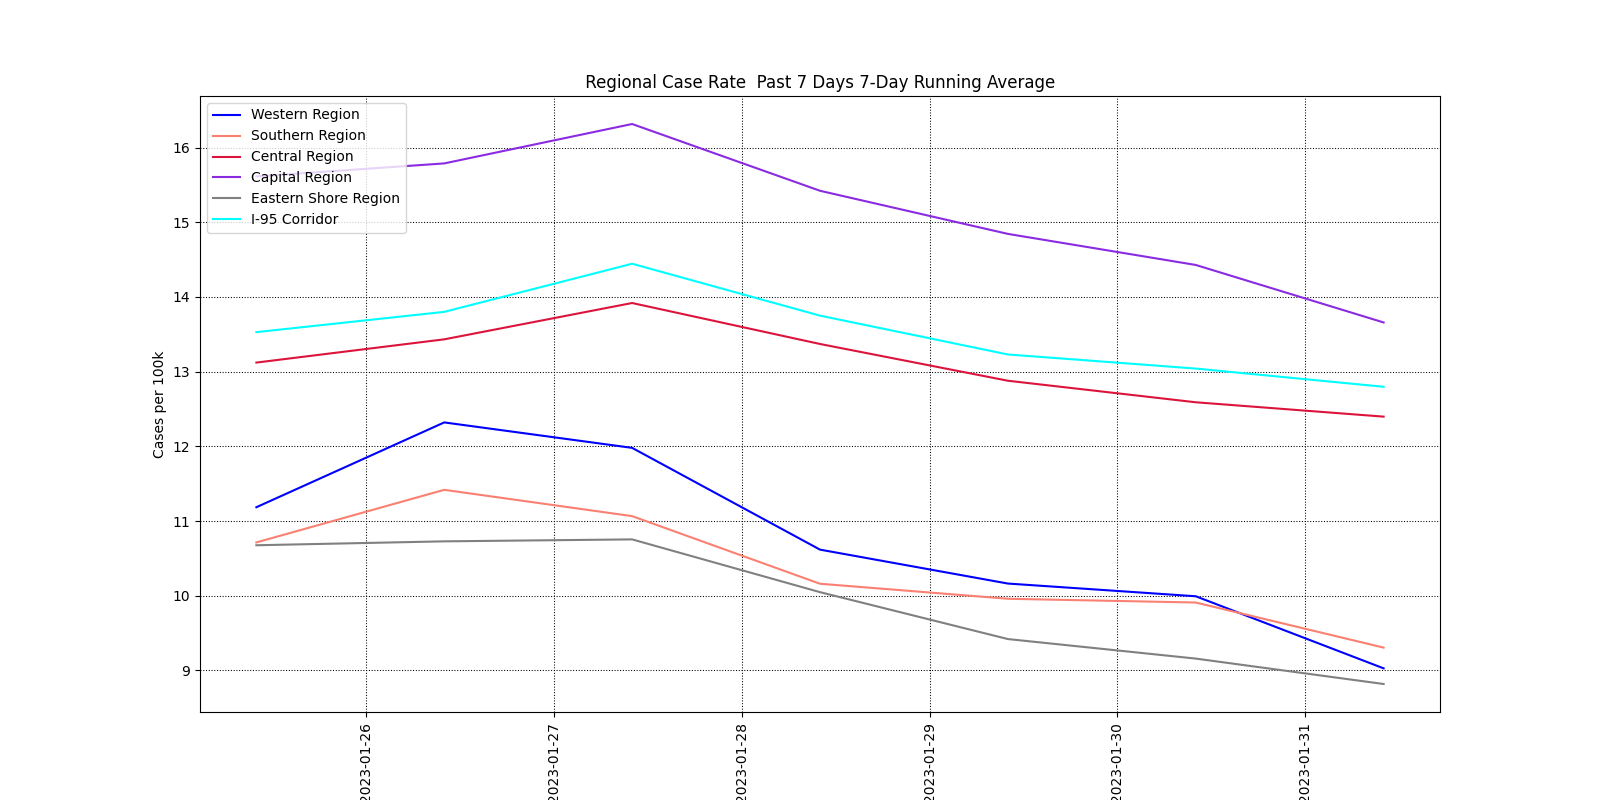 Regional Case Rate  Past 7 Days 7-Day Running Average
Western Region
Southern Region
Central Region
Capital Region
Eastern Shore Region
I-95 Corridor
Cases per 100k
16
15
14
13
12
11
10
9
2023-01-26
2023-01-27
2023-01-28
2023-01-29
2023-01-30
2023-01-31